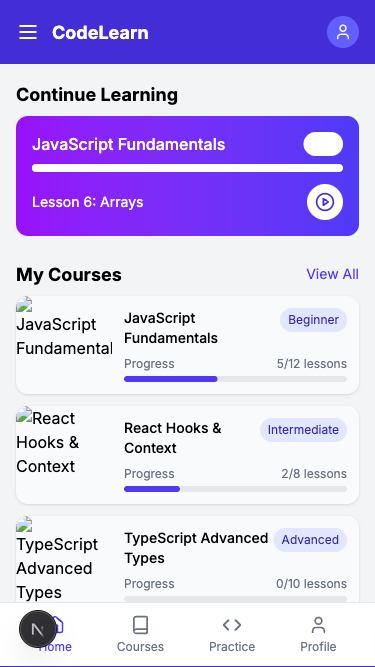 CodeLearn
Continue Learning
JavaScript Fundamentals
Lesson 6: Arrays
My Courses
View All
JavaScript
Fundamental
JavaScript
Fundamentals
Beginner
Progress
5/12 lessons
React
Hooks &
Context
React Hooks &
Context
Intermediate
Progress
2/8 lessons
TypeScript
Advanced
Types
TypeScript Advanced
Types
Advanced
Progress
0/10 lessons
N
Home
Courses
Practice
Profile